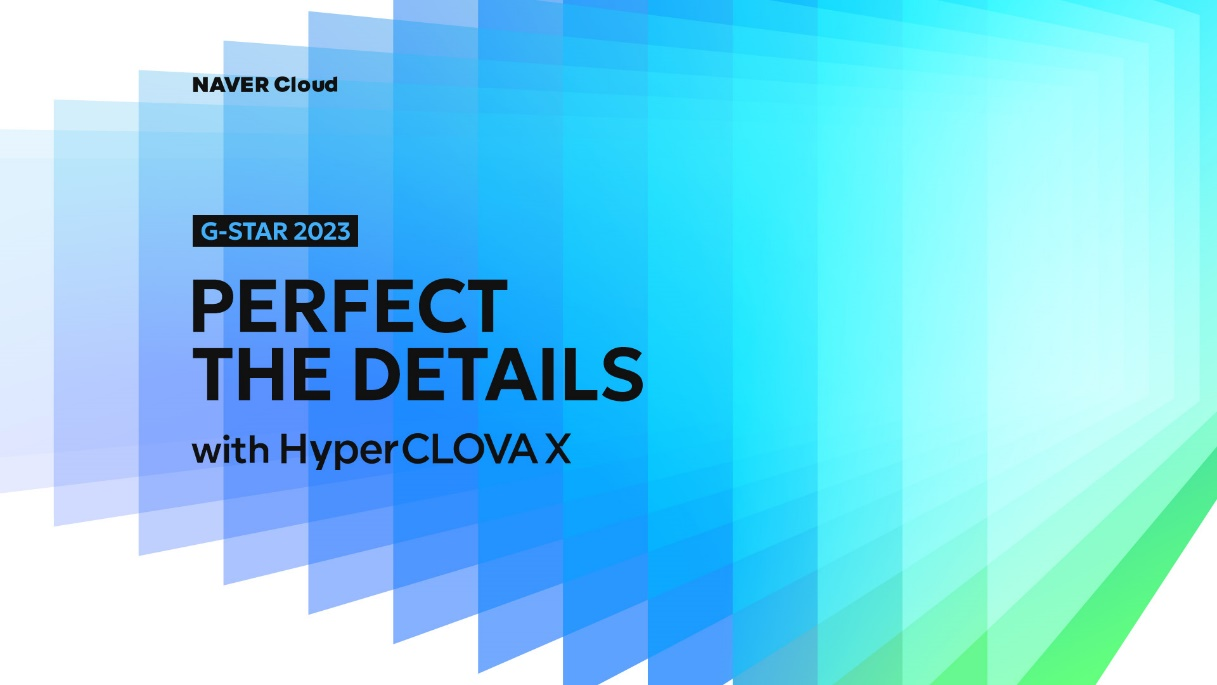 NAVER Cloud
G-STAR 2023
PERFECT
THE DETAILS
with HyperCLOVA X